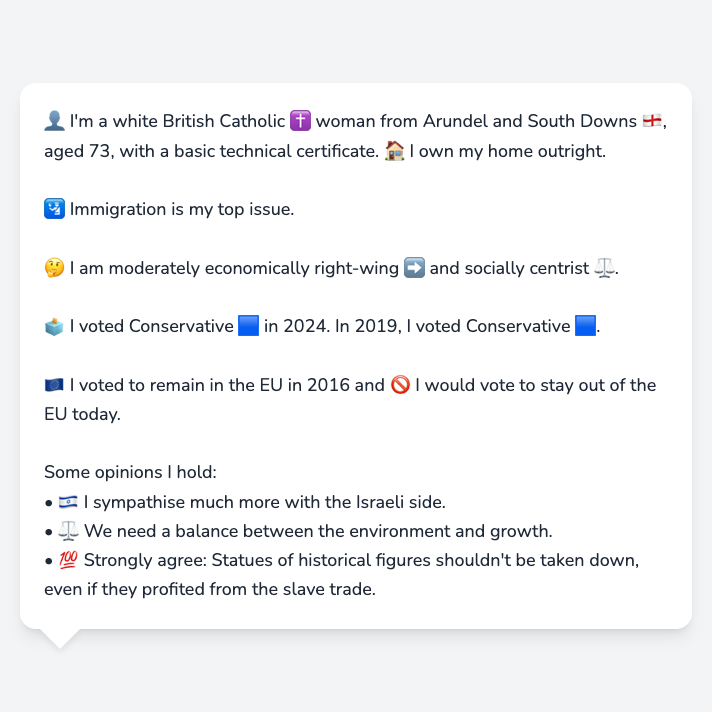 👤 I'm a white British Catholic ✝️ woman from Arundel and South Downs 🏴󠁧󠁢󠁥󠁮󠁧󠁿,
aged 73, with a basic technical certificate. 🏠 I own my home outright.
🛂 Immigration is my top issue.
🤔 I am moderately economically right-wing ➡️ and socially centrist ⚖️.
🗳️ I voted Conservative 🟦 in 2024. In 2019, I voted Conservative 🟦.
🇪🇺 I voted to remain in the EU in 2016 and 🚫 I would vote to stay out of the
EU today.
Some opinions I hold:
• 🇮🇱 I sympathise much more with the Israeli side.
• ⚖️ We need a balance between the environment and growth.
• 💯 Strongly agree: Statues of historical figures shouldn't be taken down,
even if they profited from the slave trade.